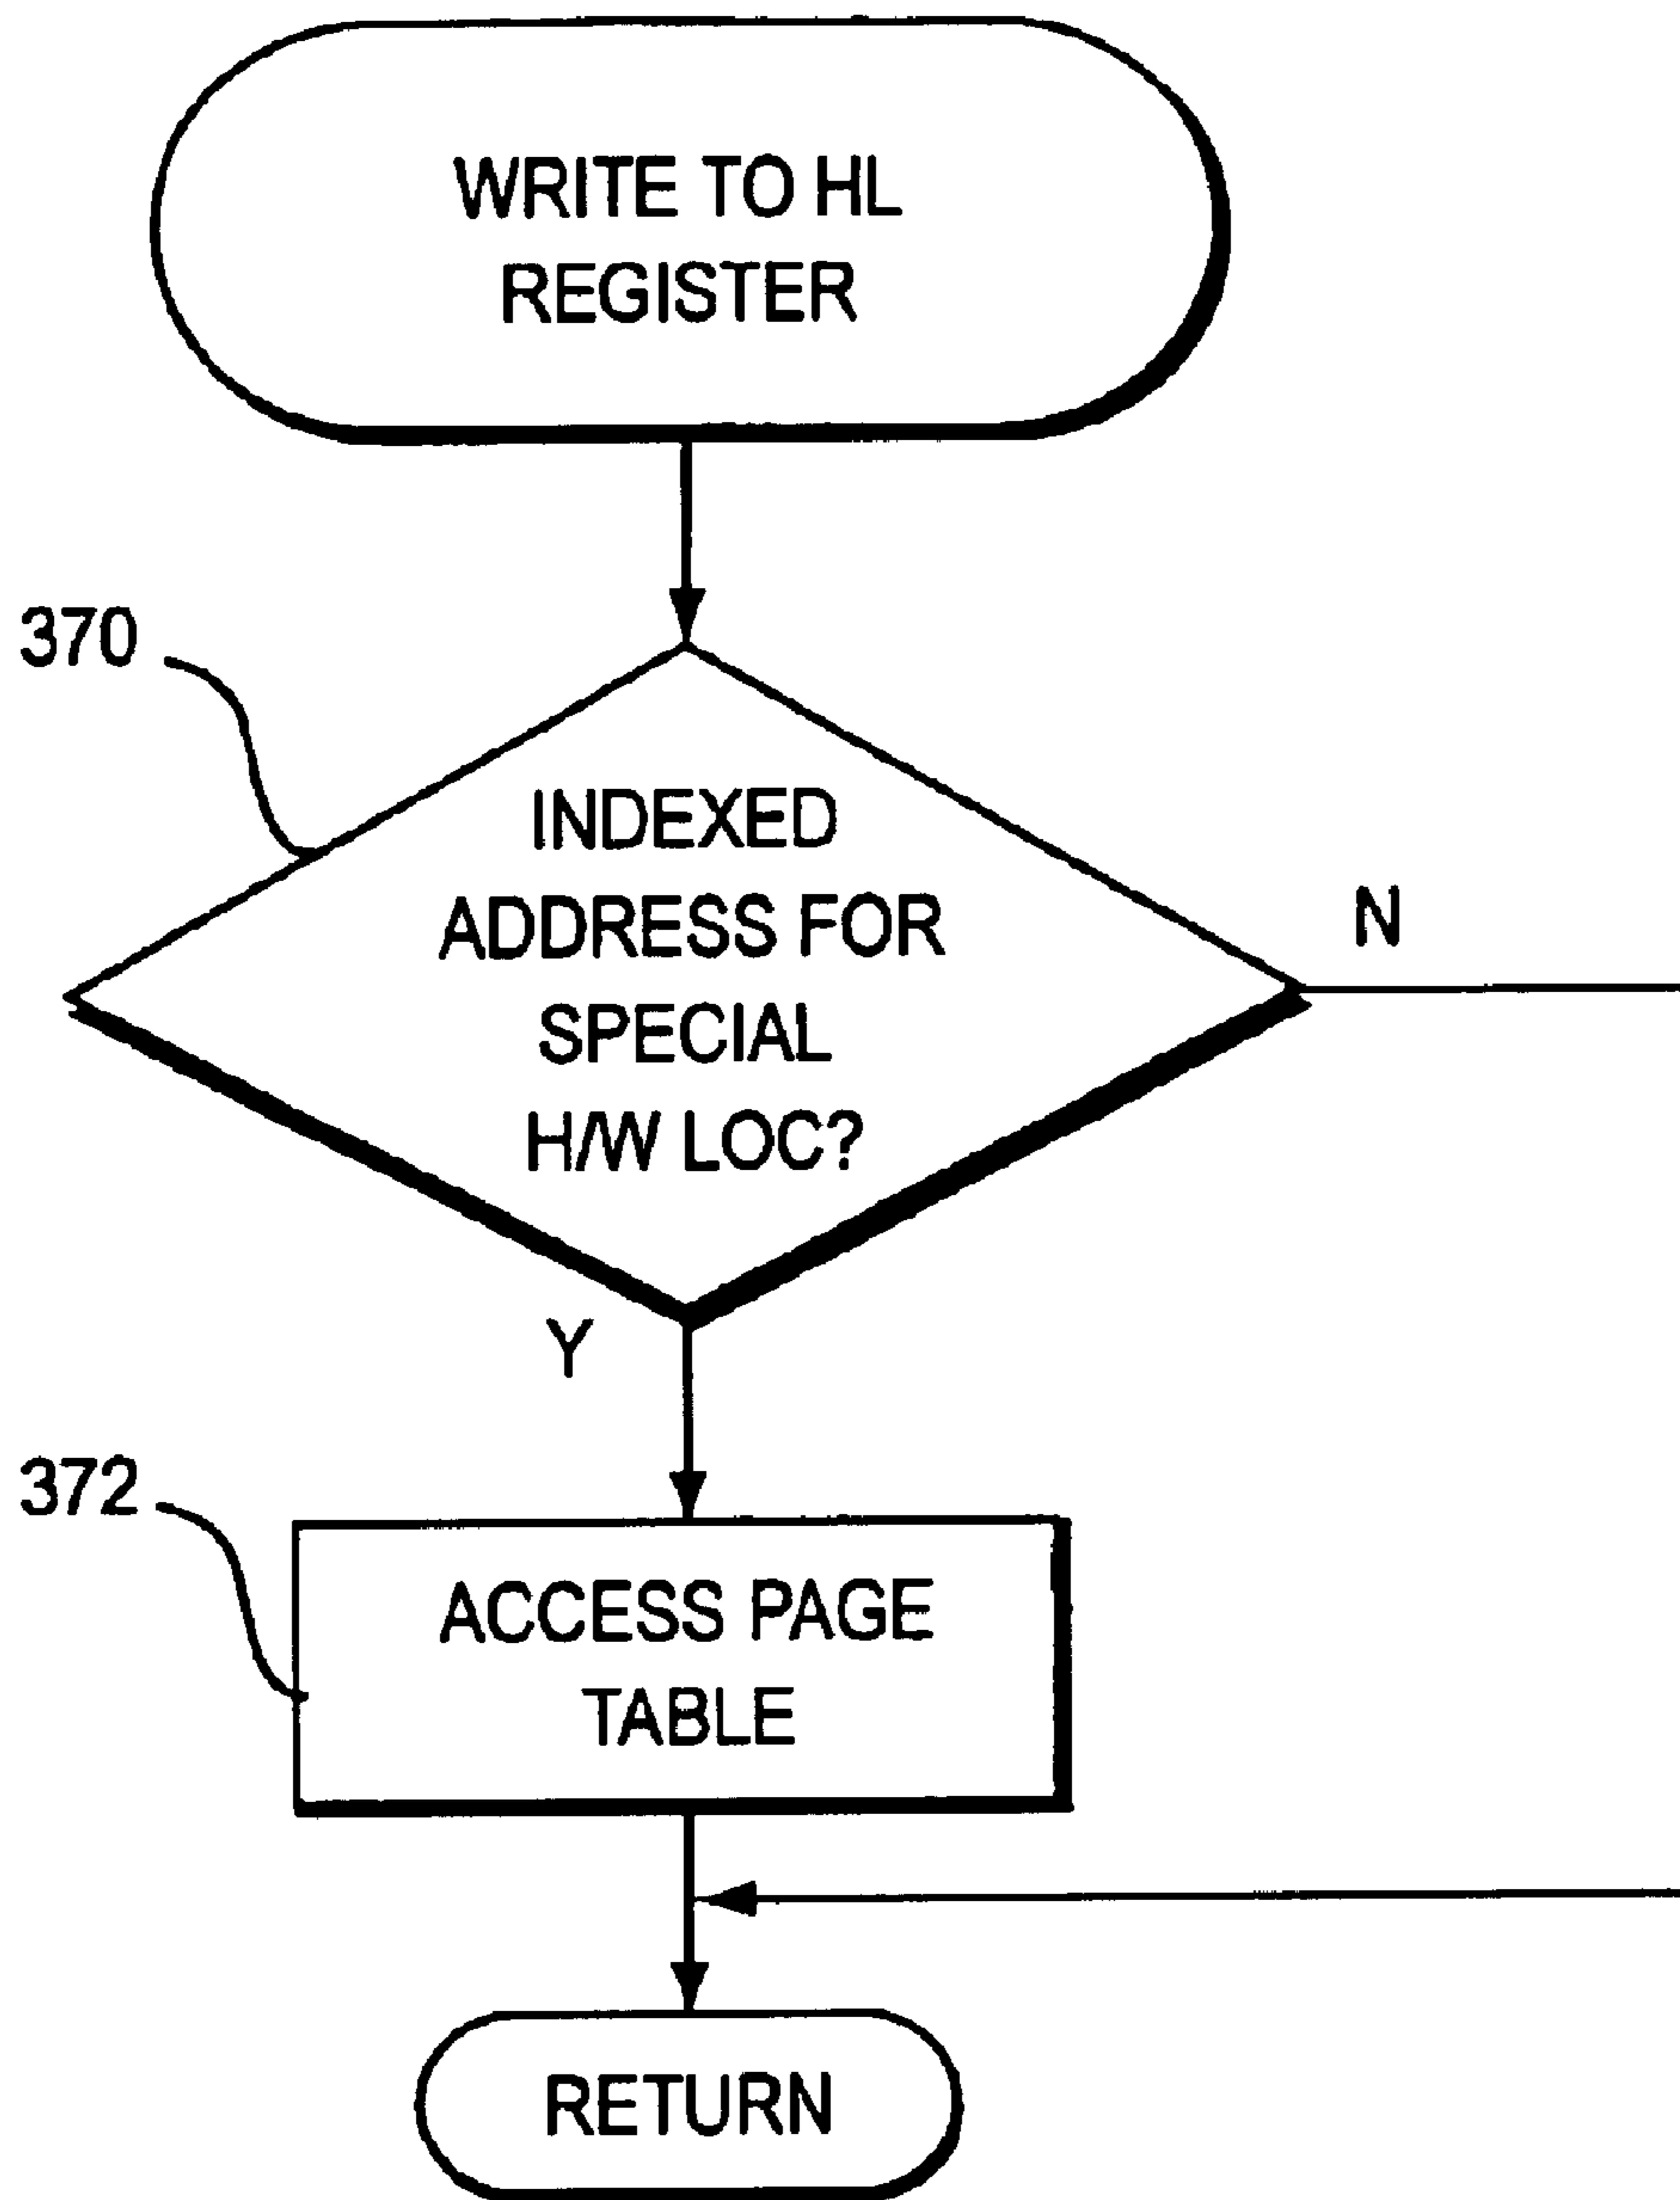 WRITE TO HL
REGISTER
370
INDEXED
ADDRESS FOR
SPECIAL
H/W LOC?
N
Y
372
ACCESS PAGE
TABLE
RETURN